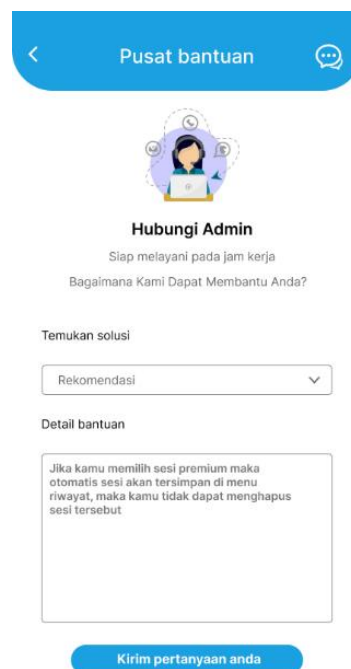 Pusat bantuan
Hubungi Admin
Siap melayani pada jam kerja
Bagaimana Kami Dapat Membantu Anda?
Temukan solusi
Rekomendasi
Detail bantuan
Jika kamu memilih sesi premium maka
otomatis sesi akan tersimpan di menu
riwayat, maka kamu tidak dapat menghapus
sesi tersebut
Kirim pertanyaan anda